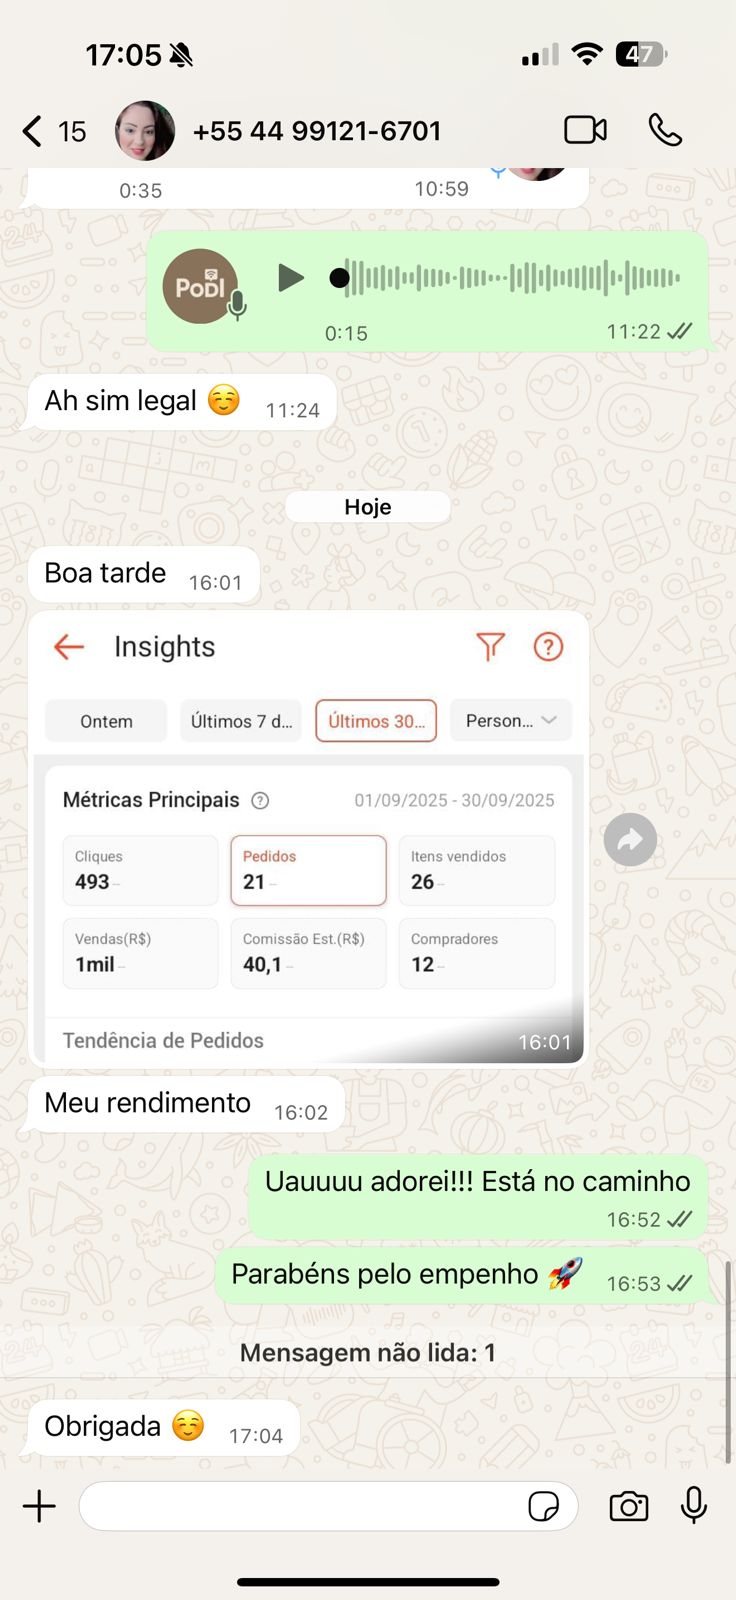 17:05
47
15
+55 44 99121-6701
0:35
10:59
PoDI
0:15
11:22
Ah sim legal ☺️
11:24
Hoje
Boa tarde
16:01
Insights
Ontem
Últimos 7 d...
Últimos 30...
Person...
Métricas Principais
01/09/2025 - 30/09/2025
Cliques
Pedidos
Itens vendidos
493 --
21 --
26 --
Vendas(R$)
Comissão Est.(R$)
Compradores
1mil --
40,1 --
12 --
Tendência de Pedidos
16:01
Meu rendimento
16:02
Uauuuu adorei!!! Está no caminho
16:52
Parabéns pelo empenho 🚀
16:53
Mensagem não lida: 1
Obrigada ☺️
17:04